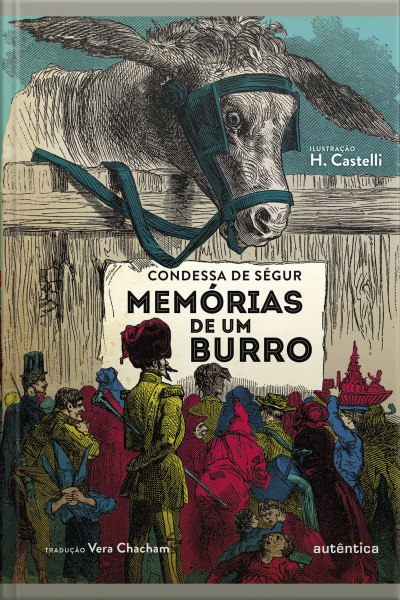 ILUSTRAÇÃO
H. Castelli
CONDESSA DE SÉGUR
MEMÓRIAS
DE UM
BURRO
TRADUÇÃO Vera Chacham
autêntica